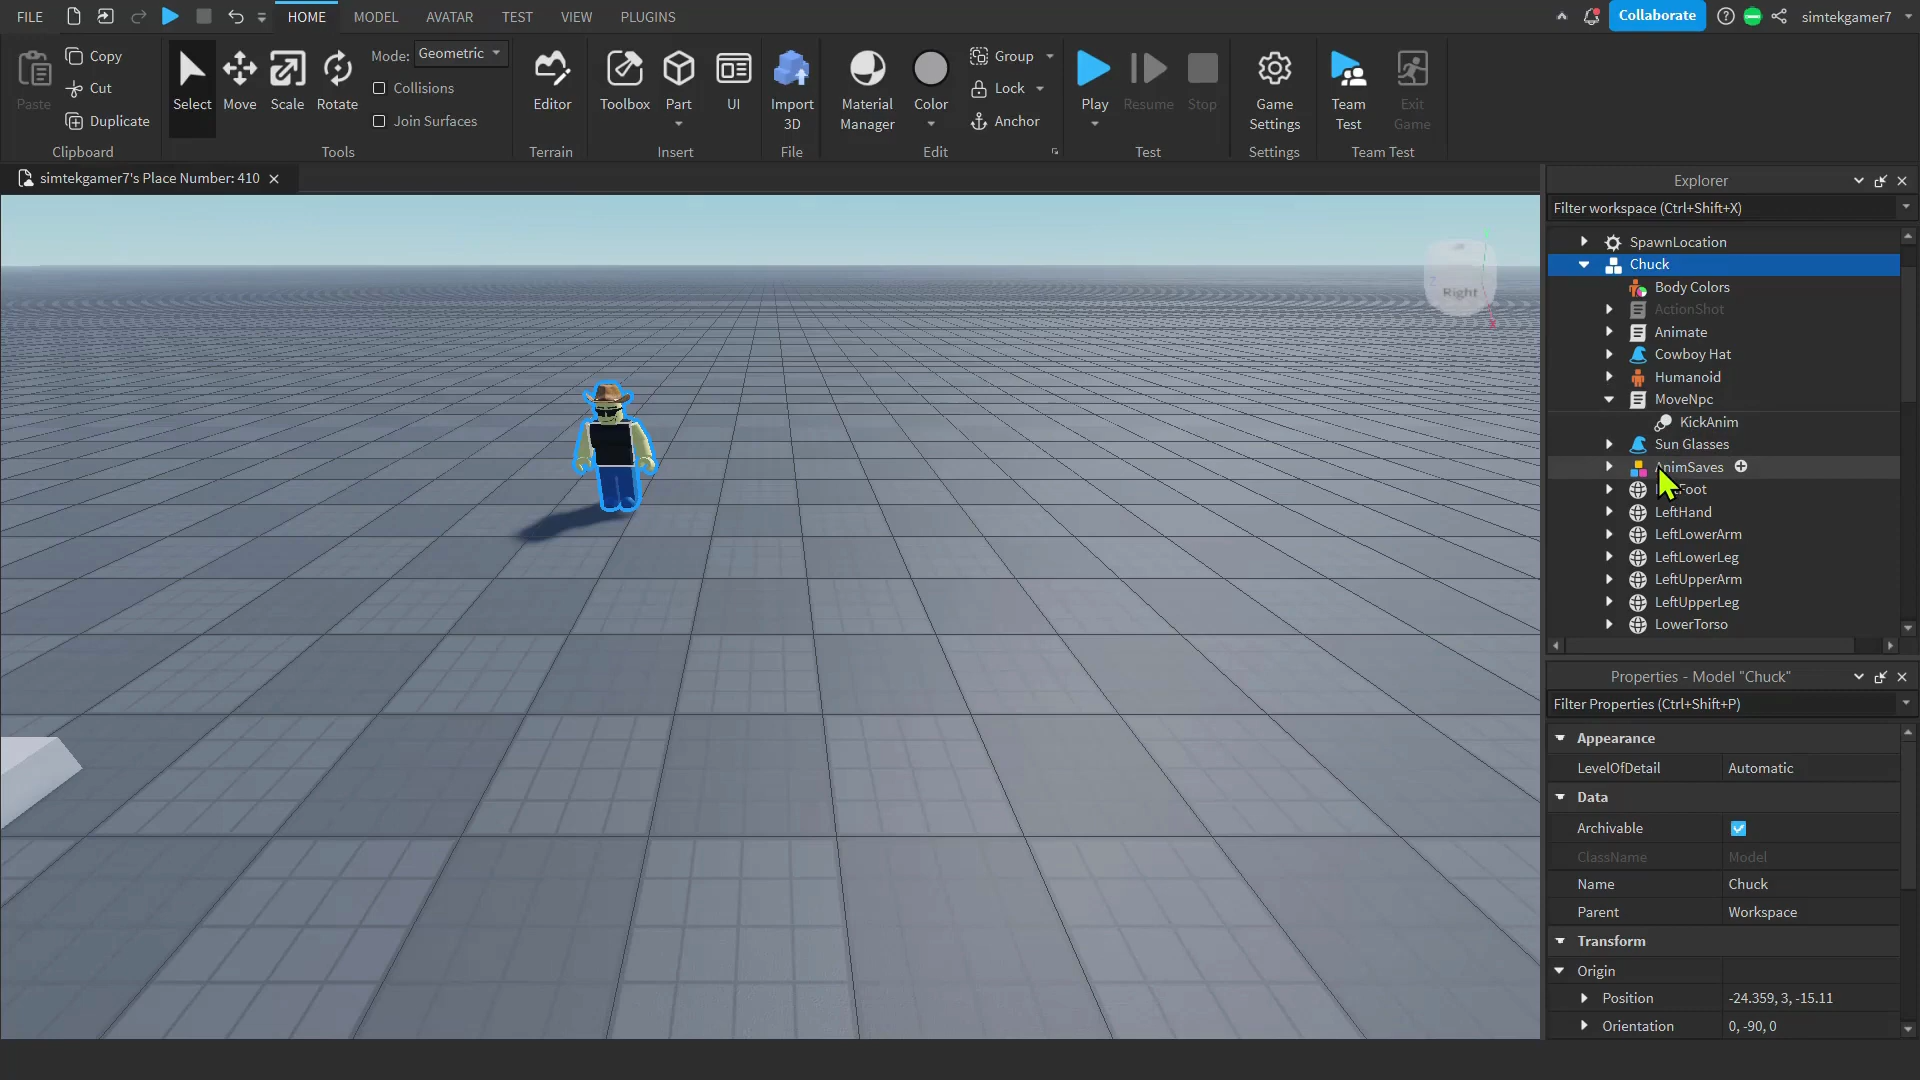 FILE
HOME
MODEL
AVATAR
TEST
VIEW
PLUGINS
Collaborate
simtekgamer7
Paste
Copy
Cut
Duplicate
Clipboard
Select
Move
Scale
Rotate
Mode: Geometric
Collisions
Join Surfaces
Tools
Editor
Terrain
Toolbox
Part
UI
Insert
Import
3D
File
Material
Manager
Color
Group
Lock
Anchor
Edit
Play
Resume
Stop
Test
Game
Settings
Settings
Team
Test
Exit
Game
Team Test
simtekgamer7's Place Number: 410
Right
Explorer
Filter workspace (Ctrl+Shift+X)
SpawnLocation
Chuck
Body Colors
ActionShot
Animate
Cowboy Hat
Humanoid
MoveNpc
KickAnim
Sun Glasses
AnimSaves
Foot
LeftHand
LeftLowerArm
LeftLowerLeg
LeftUpperArm
LeftUpperLeg
LowerTorso
Properties - Model "Chuck"
Filter Properties (Ctrl+Shift+P)
Appearance
LevelOfDetail Automatic
Data
Archivable
ClassName Model
Name Chuck
Parent Workspace
Transform
Origin
Position -24.359, 3, -15.11
Orientation 0, -90, 0